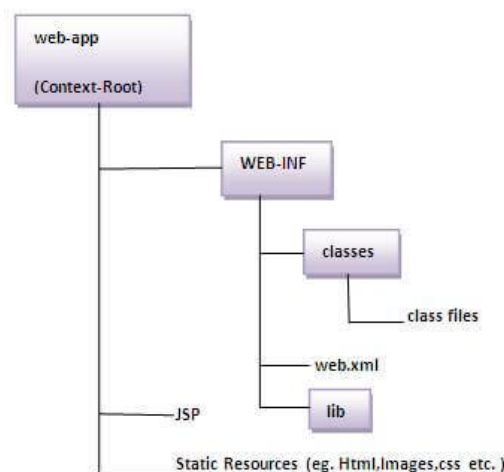 web-app
(Context-Root)
WEB-INF
classes
class files
web.xml
lib
JSP
Static Resources (eg. Html,Images,css etc. )